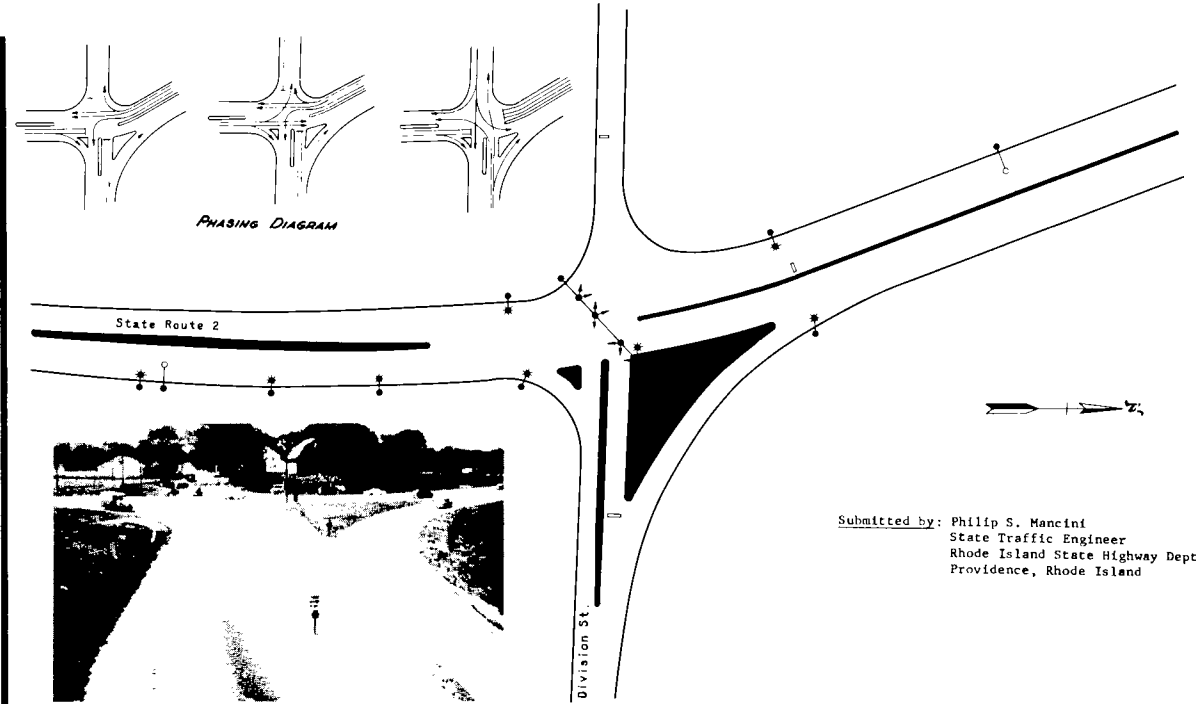 PHASING DIAGRAM
State Route 2
Submitted by: Philip S. Mancini
State Traffic Engineer
Rhode Island State Highway Dept
Providence, Rhode Island
Division St.